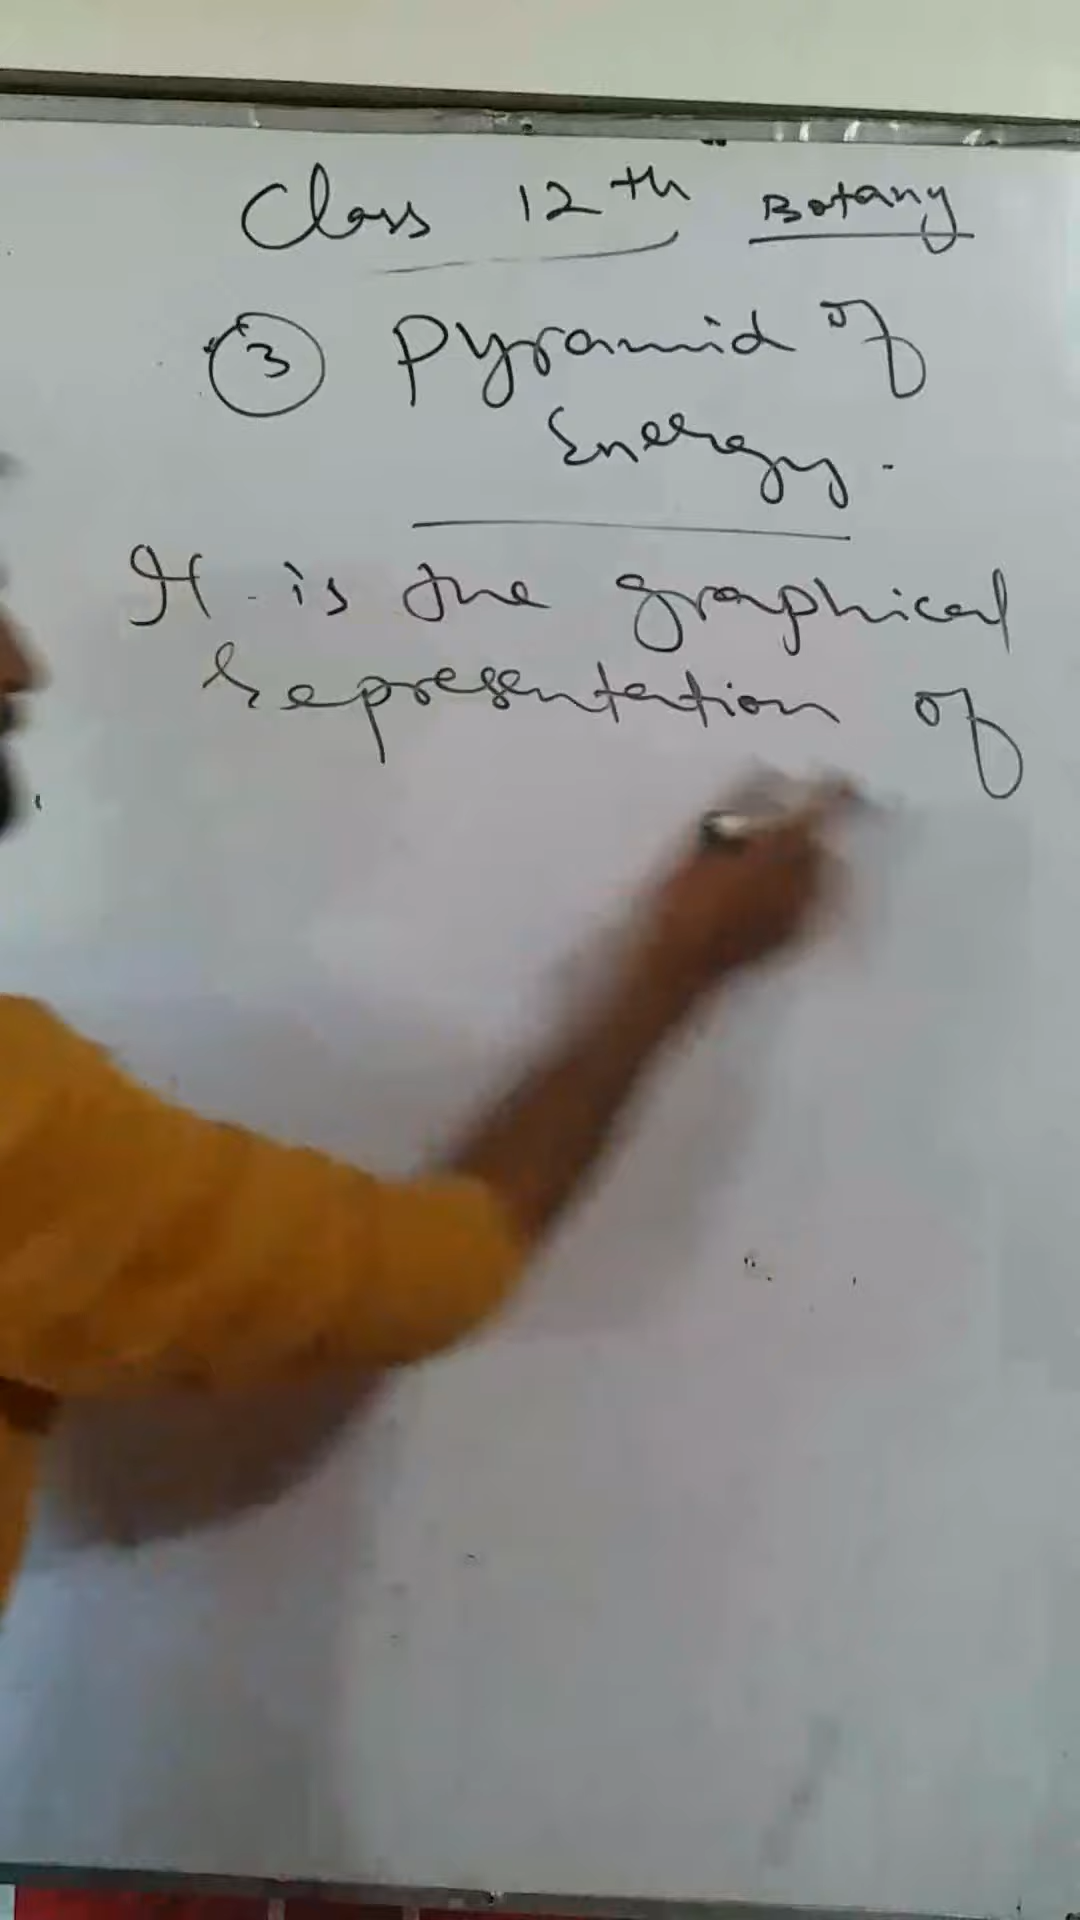 Class 12th Botany
3 Pyramid of
Energy.
It is the graphical
representation of